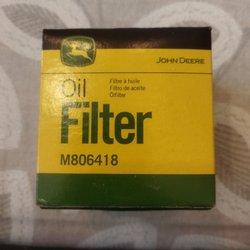 JOHN DEERE
Filtre à huile
Filtro de aceite
Ölfilter
Oil
Filter
M806418